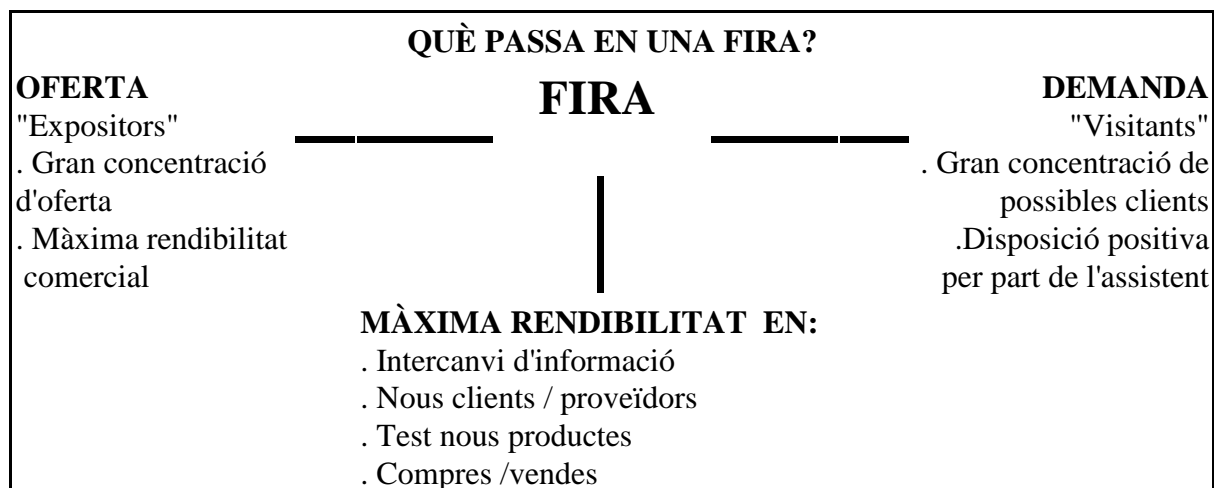 QUÈ PASSA EN UNA FIRA?
FIRA
OFERTA
"Expositors"
. Gran concentració
d'oferta
. Màxima rendibilitat
comercial
DEMANDA
"Visitants"
. Gran concentració de
possibles clients
.Disposició positiva
per part de l'assistent
MÀXIMA RENDIBILITAT EN:
. Intercanvi d'informació
. Nous clients / proveïdors
. Test nous productes
. Compres /vendes